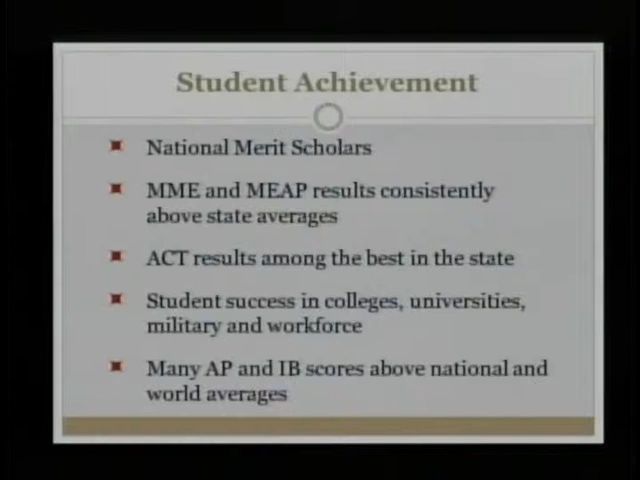 Student Achievement
National Merit Scholars
MME and MEAP results consistently
above state averages
ACT results among the best in the state
Student success in colleges, universities,
military and workforce
Many AP and IB scores above national and
world averages